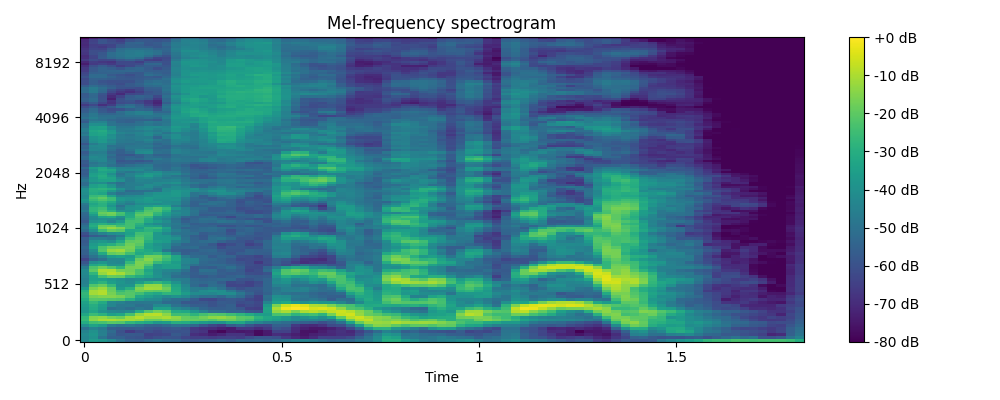 Mel-frequency spectrogram
8192
4096
2048
1024
512
0
Hz
0
0.5
1
1.5
Time
+0 dB
-10 dB
-20 dB
-30 dB
-40 dB
-50 dB
-60 dB
-70 dB
-80 dB